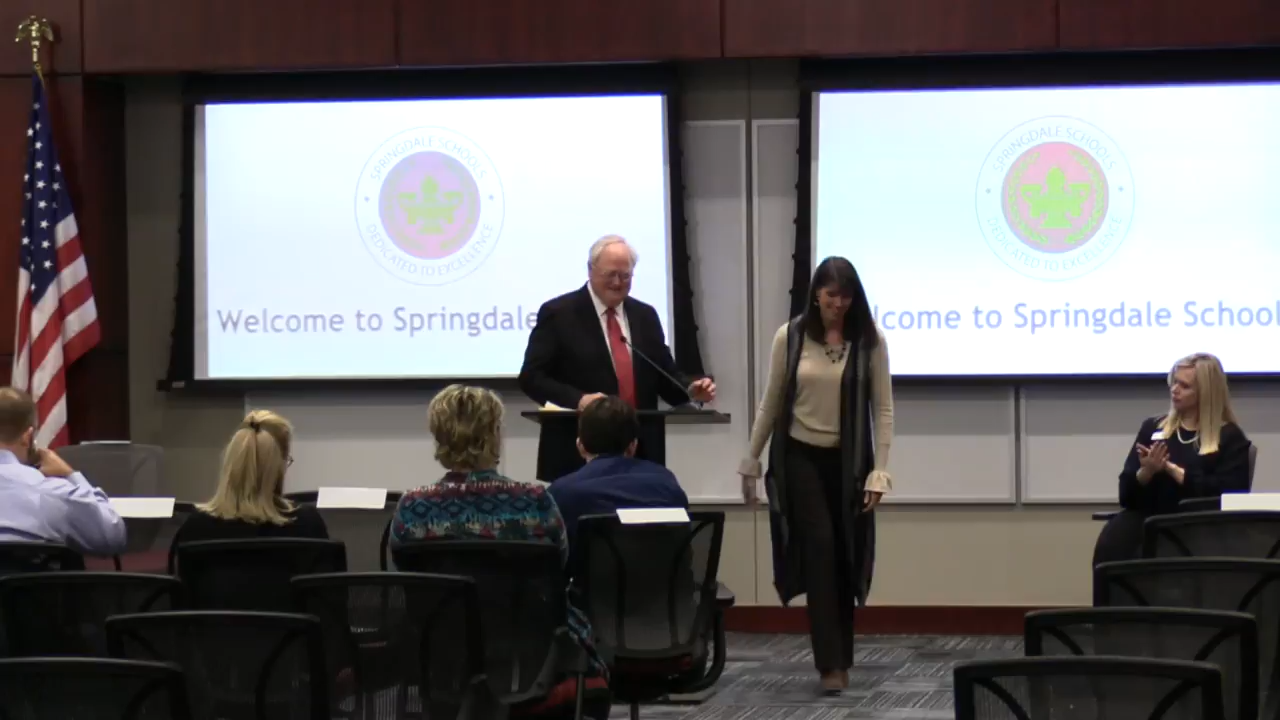 SPRINGDALE SCHOOLS
DEDICATED TO EXCELLENCE
Welcome to Springdale
SPRINGDALE SCHOOLS
DEDICATED TO EXCELLENCE
lcome to Springdale School